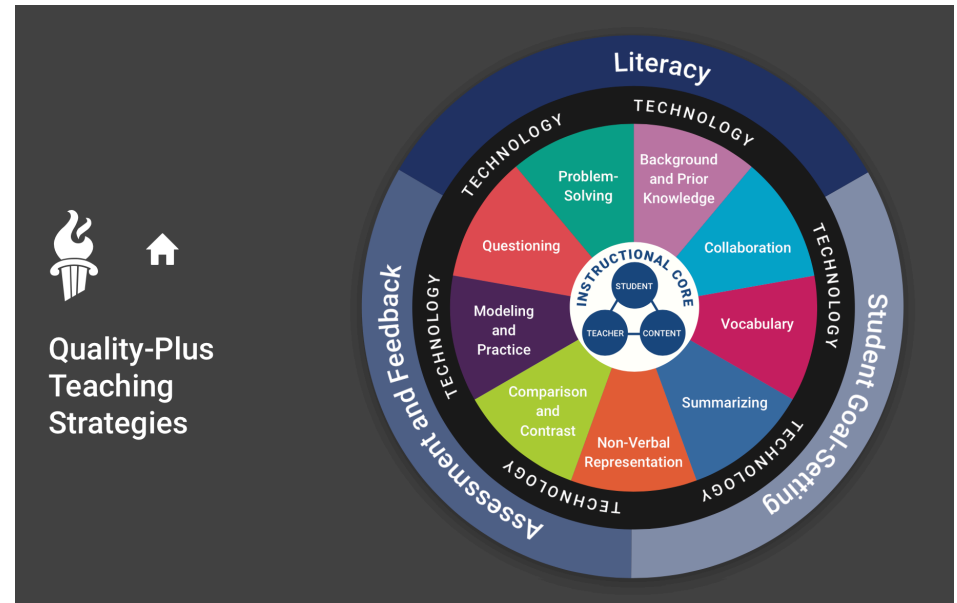 Quality-Plus
Teaching
Strategies
Literacy
Student Goal-Setting
Assessment and Feedback
TECHNOLOGY
TECHNOLOGY
TECHNOLOGY
TECHNOLOGY
TECHNOLOGY
TECHNOLOGY
TECHNOLOGY
TECHNOLOGY
Background
and Prior
Knowledge
Collaboration
Vocabulary
Summarizing
Non-Verbal
Representation
Comparison
and
Contrast
Modeling
and
Practice
Questioning
Problem-
Solving
INSTRUCTIONAL CORE
STUDENT
TEACHER
CONTENT